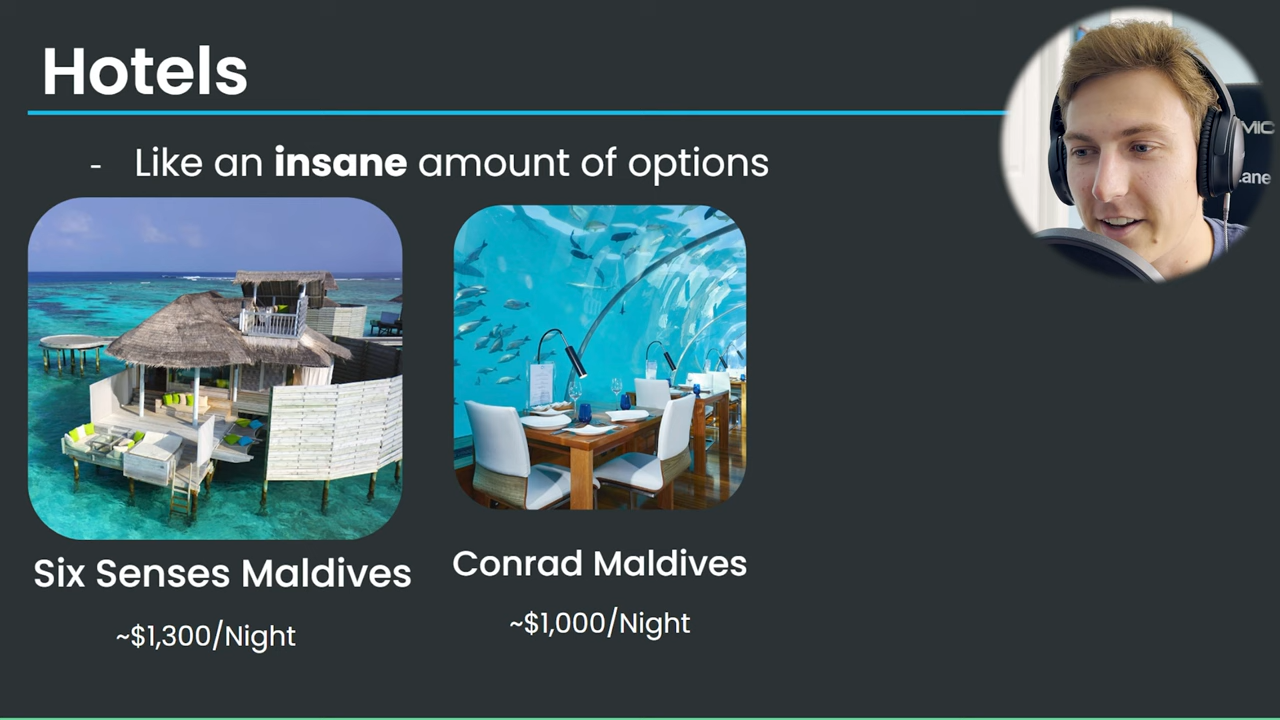 Hotels
- Like an insane amount of options
Six Senses Maldives
~$1,300/Night
Conrad Maldives
~$1,000/Night